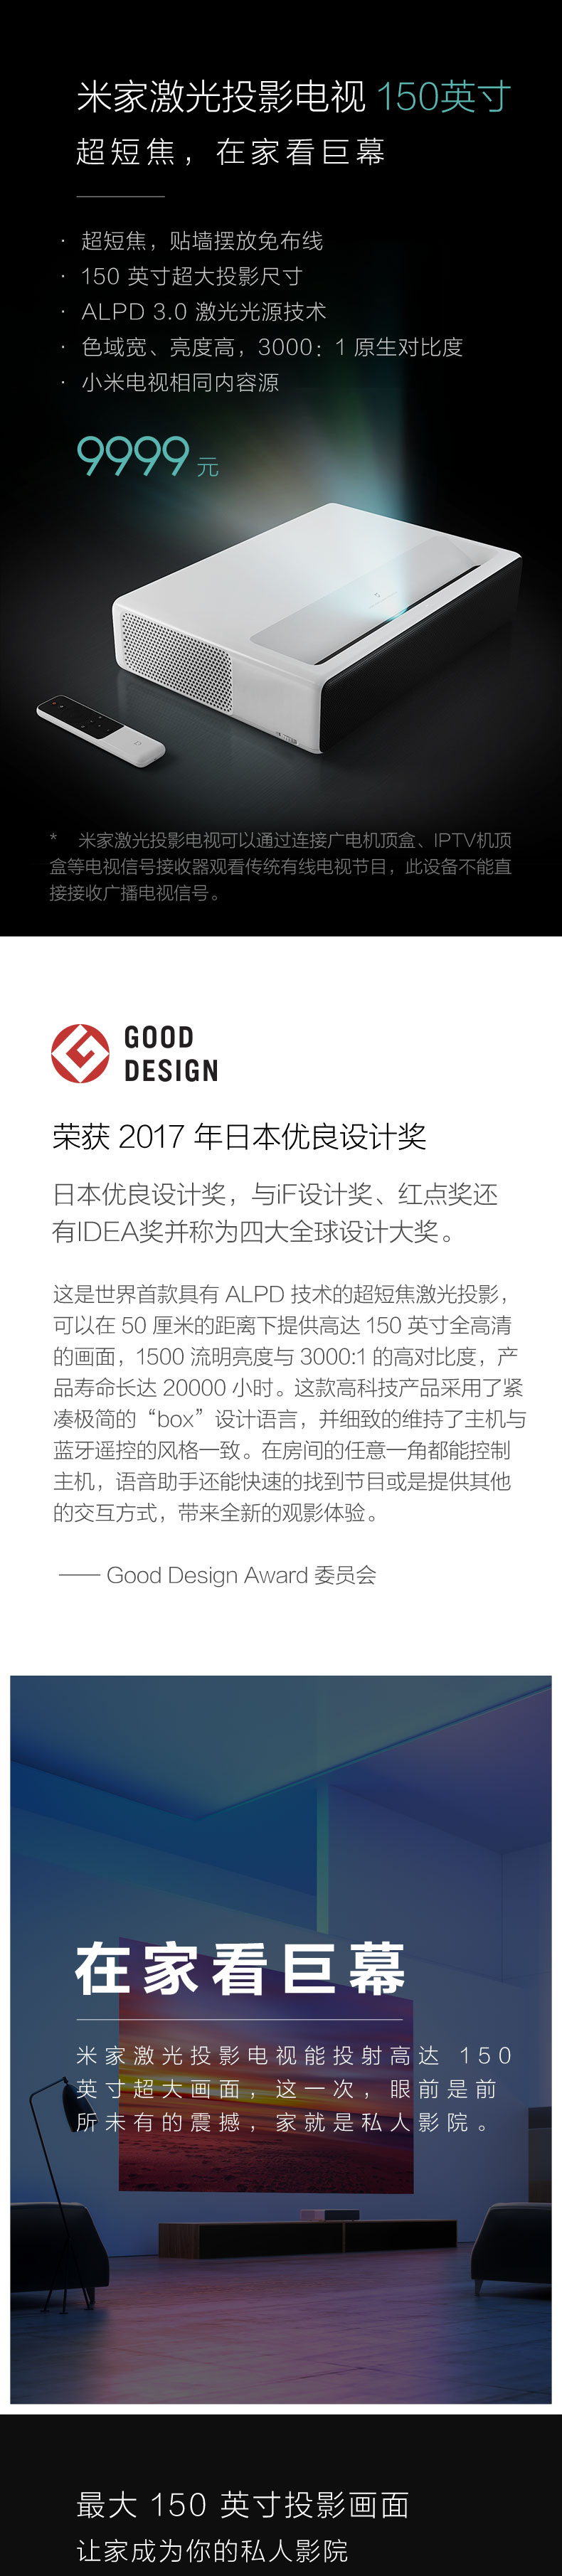 米家激光投影电视 150英寸
超短焦，在家看巨幕
· 超短焦，贴墙摆放免布线
· 150 英寸超大投影尺寸
· ALPD 3.0 激光光源技术
· 色域宽、亮度高，3000：1 原生对比度
· 小米电视相同内容源
9999 元
* 米家激光投影电视可以通过连接广电机顶盒、IPTV机顶
盒等电视信号接收器观看传统有线电视节目，此设备不能直
接接收广播电视信号。
GOOD
DESIGN
荣获 2017 年日本优良设计奖
日本优良设计奖，与iF设计奖、红点奖还
有IDEA奖并称为四大全球设计大奖。
这是世界首款具有 ALPD 技术的超短焦激光投影，
可以在 50 厘米的距离下提供高达 150 英寸全高清
的画面，1500 流明亮度与 3000:1 的高对比度，产
品寿命长达 20000 小时。这款高科技产品采用了紧
凑极简的“box”设计语言，并细致的维持了主机与
蓝牙遥控的风格一致。在房间的任意一角都能控制
主机，语音助手还能快速的找到节目或是提供其他
的交互方式，带来全新的观影体验。
—— Good Design Award 委员会
在家看巨幕
米家激光投影电视能投射高达 150
英寸超大画面，这一次，眼前是前
所未有的震撼，家就是私人影院。
最大 150 英寸投影画面
让家成为你的私人影院